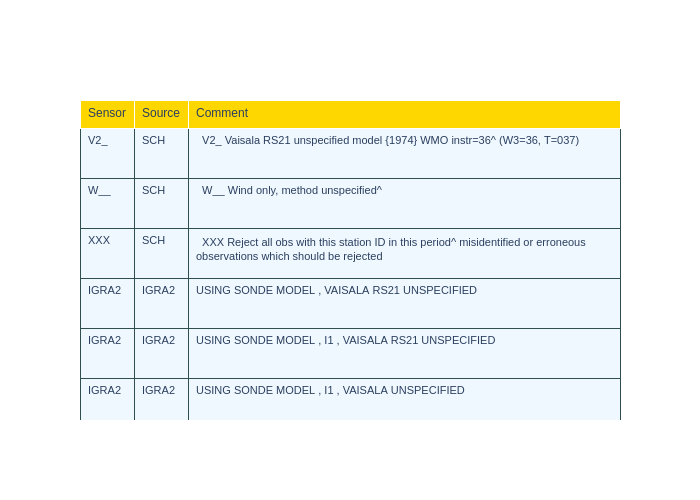 Sensor Source Comment
V2_ SCH V2_ Vaisala RS21 unspecified model {1974} WMO instr=36^ (W3=36, T=037)
W__ SCH W__ Wind only, method unspecified^
XXX SCH XXX Reject all obs with this station ID in this period^ misidentified or erroneous
observations which should be rejected
IGRA2 IGRA2 USING SONDE MODEL , VAISALA RS21 UNSPECIFIED
IGRA2 IGRA2 USING SONDE MODEL , I1 , VAISALA RS21 UNSPECIFIED
IGRA2 IGRA2 USING SONDE MODEL , I1 , VAISALA UNSPECIFIED